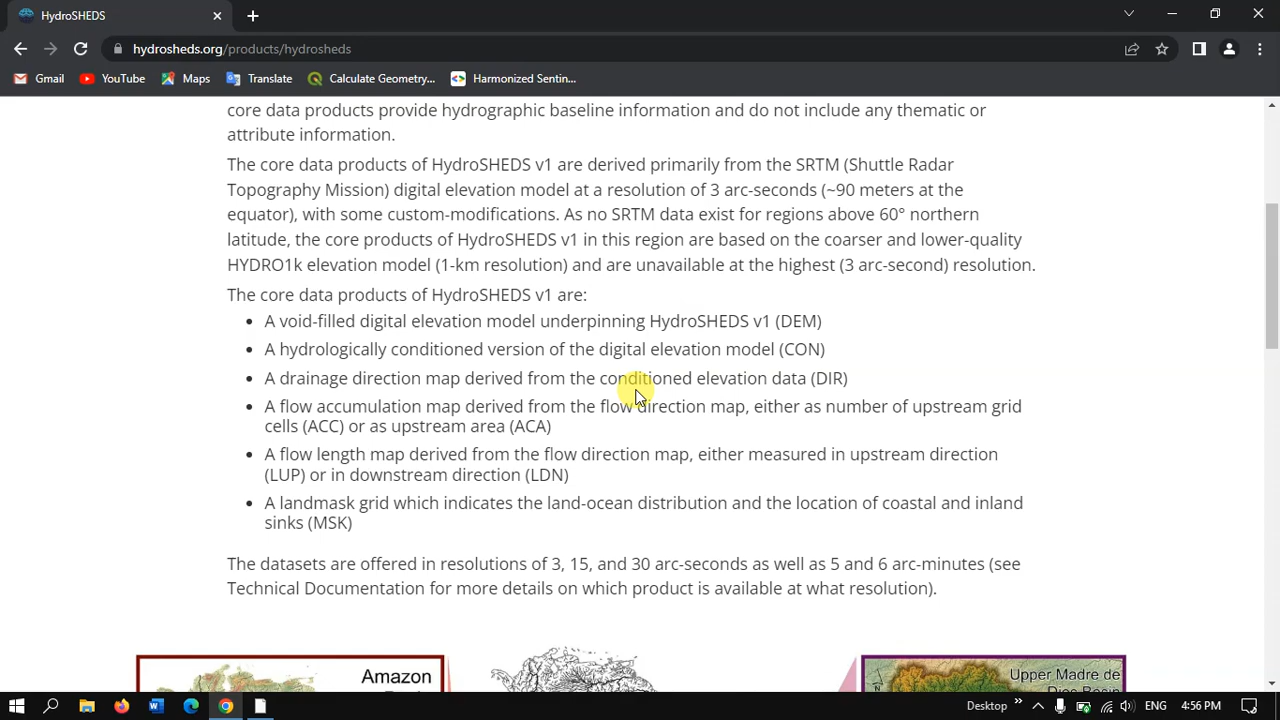 HydroSHEDS
hydrosheds.org/products/hydrosheds
Gmail YouTube Maps Translate Calculate Geometry... Harmonized Sentin...
core data products provide hydrographic baseline information and do not include any thematic or
attribute information.
The core data products of HydroSHEDS v1 are derived primarily from the SRTM (Shuttle Radar
Topography Mission) digital elevation model at a resolution of 3 arc-seconds (~90 meters at the
equator), with some custom-modifications. As no SRTM data exist for regions above 60° northern
latitude, the core products of HydroSHEDS v1 in this region are based on the coarser and lower-quality
HYDRO1k elevation model (1-km resolution) and are unavailable at the highest (3 arc-second) resolution.
The core data products of HydroSHEDS v1 are:
• A void-filled digital elevation model underpinning HydroSHEDS v1 (DEM)
• A hydrologically conditioned version of the digital elevation model (CON)
• A drainage direction map derived from the conditioned elevation data (DIR)
• A flow accumulation map derived from the flow direction map, either as number of upstream grid
cells (ACC) or as upstream area (ACA)
• A flow length map derived from the flow direction map, either measured in upstream direction
(LUP) or in downstream direction (LDN)
• A landmask grid which indicates the land-ocean distribution and the location of coastal and inland
sinks (MSK)
The datasets are offered in resolutions of 3, 15, and 30 arc-seconds as well as 5 and 6 arc-minutes (see
Technical Documentation for more details on which product is available at what resolution).
Amazon
Upper Madre de
Desktop ENG 4:56 PM